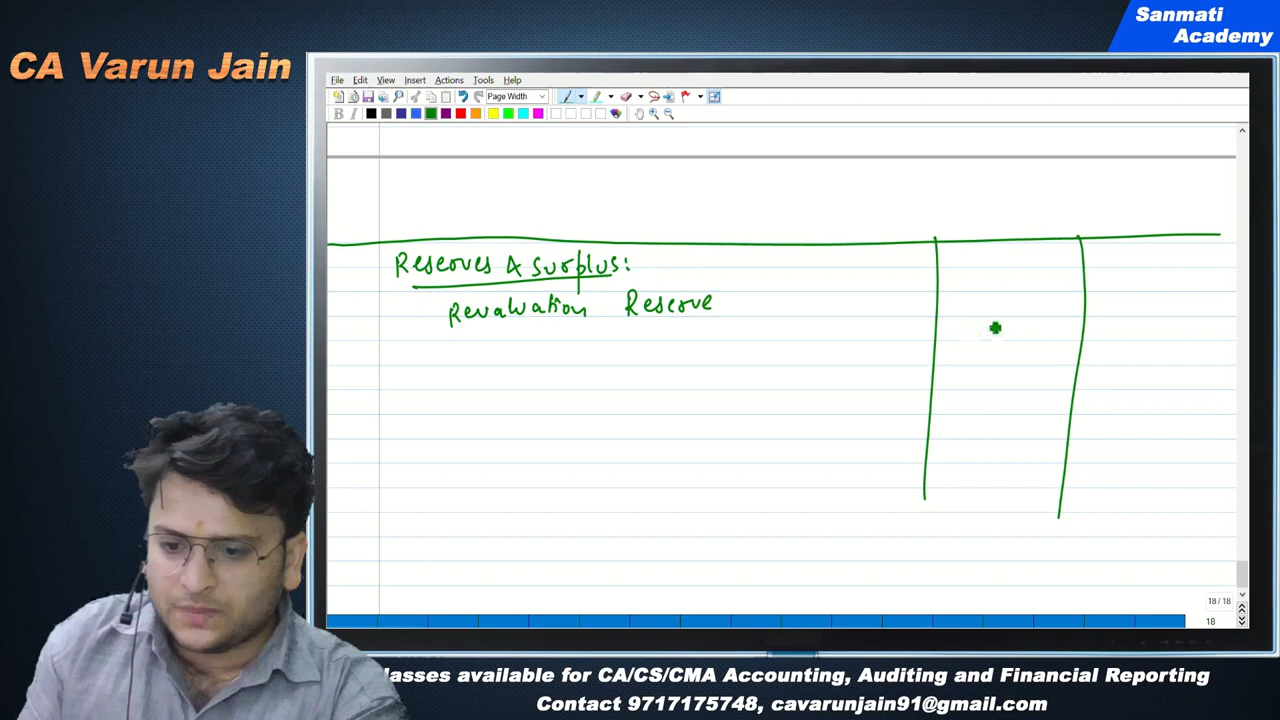 Sanmati
Academy
CA Varun Jain
File Edit View Insert Actions Tools Help
Page Width
B I
Reserves & Surplus:
Revaluation Reserve
18 / 18
18
lasses available for CA/CS/CMA Accounting, Auditing and Financial Reporting
Contact 9717175748, cavarunjain91@gmail.com